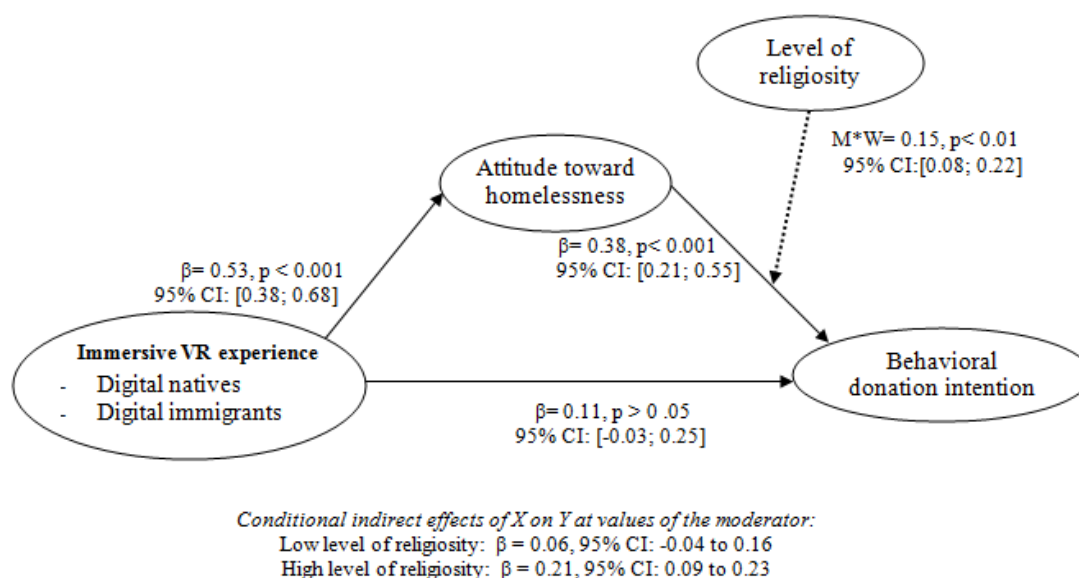 Level of
religiosity
M*W= 0.15, p< 0.01
95% CI:[0.08; 0.22]
Attitude toward
homelessness
β= 0.38, p< 0.001
95% CI: [0.21; 0.55]
β= 0.53, p < 0.001
95% CI: [0.38; 0.68]
Immersive VR experience
- Digital natives
- Digital immigrants
Behavioral
donation intention
β= 0.11, p > 0 .05
95% CI: [-0.03; 0.25]
Conditional indirect effects of X on Y at values of the moderator:
Low level of religiosity: β = 0.06, 95% CI: -0.04 to 0.16
High level of religiosity: β = 0.21, 95% CI: 0.09 to 0.23